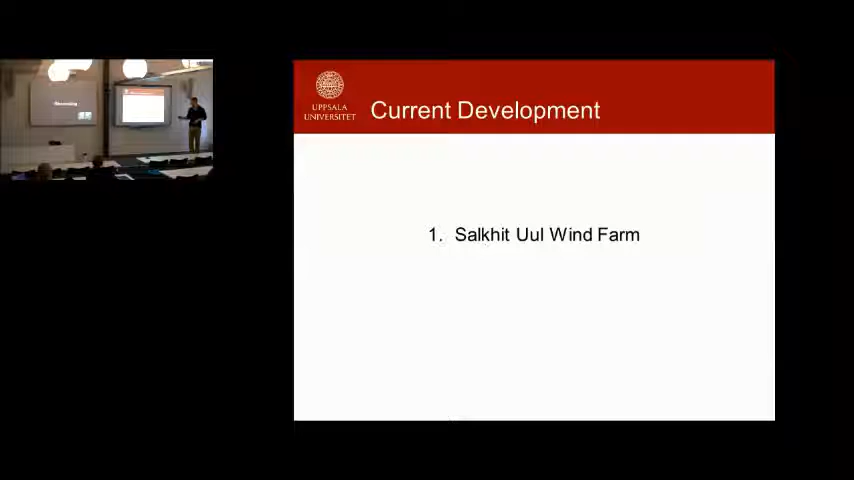 UPPSALA
UNIVERSITET
Current Development
1. Salkhit Uul Wind Farm